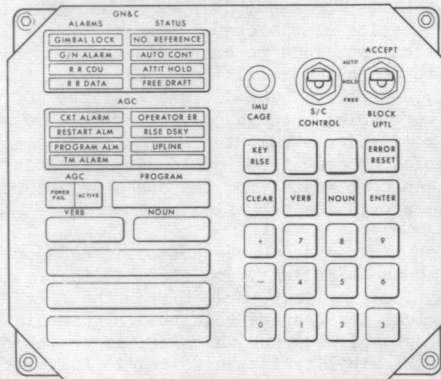 GN&C
ALARMS STATUS
GIMBAL LOCK NO. REFERENCE
G/N ALARM AUTO CONT
R R CDU ATTIT HOLD
R R DATA FREE DRAFT
AGC
CKT ALARM OPERATOR ER
RESTART ALM RLSE DSKY
PROGRAM ALM UPLINK
TM ALARM
AGC PROGRAM
POWER FAIL ACTIVE
VERB NOUN
ACCEPT
AUTO
HOLD
FREE
IMU CAGE
S/C CONTROL
BLOCK UPTL
KEY RLSE ERROR RESET
CLEAR VERB NOUN ENTER
+ 7 8 9
— 4 5 6
0 1 2 3